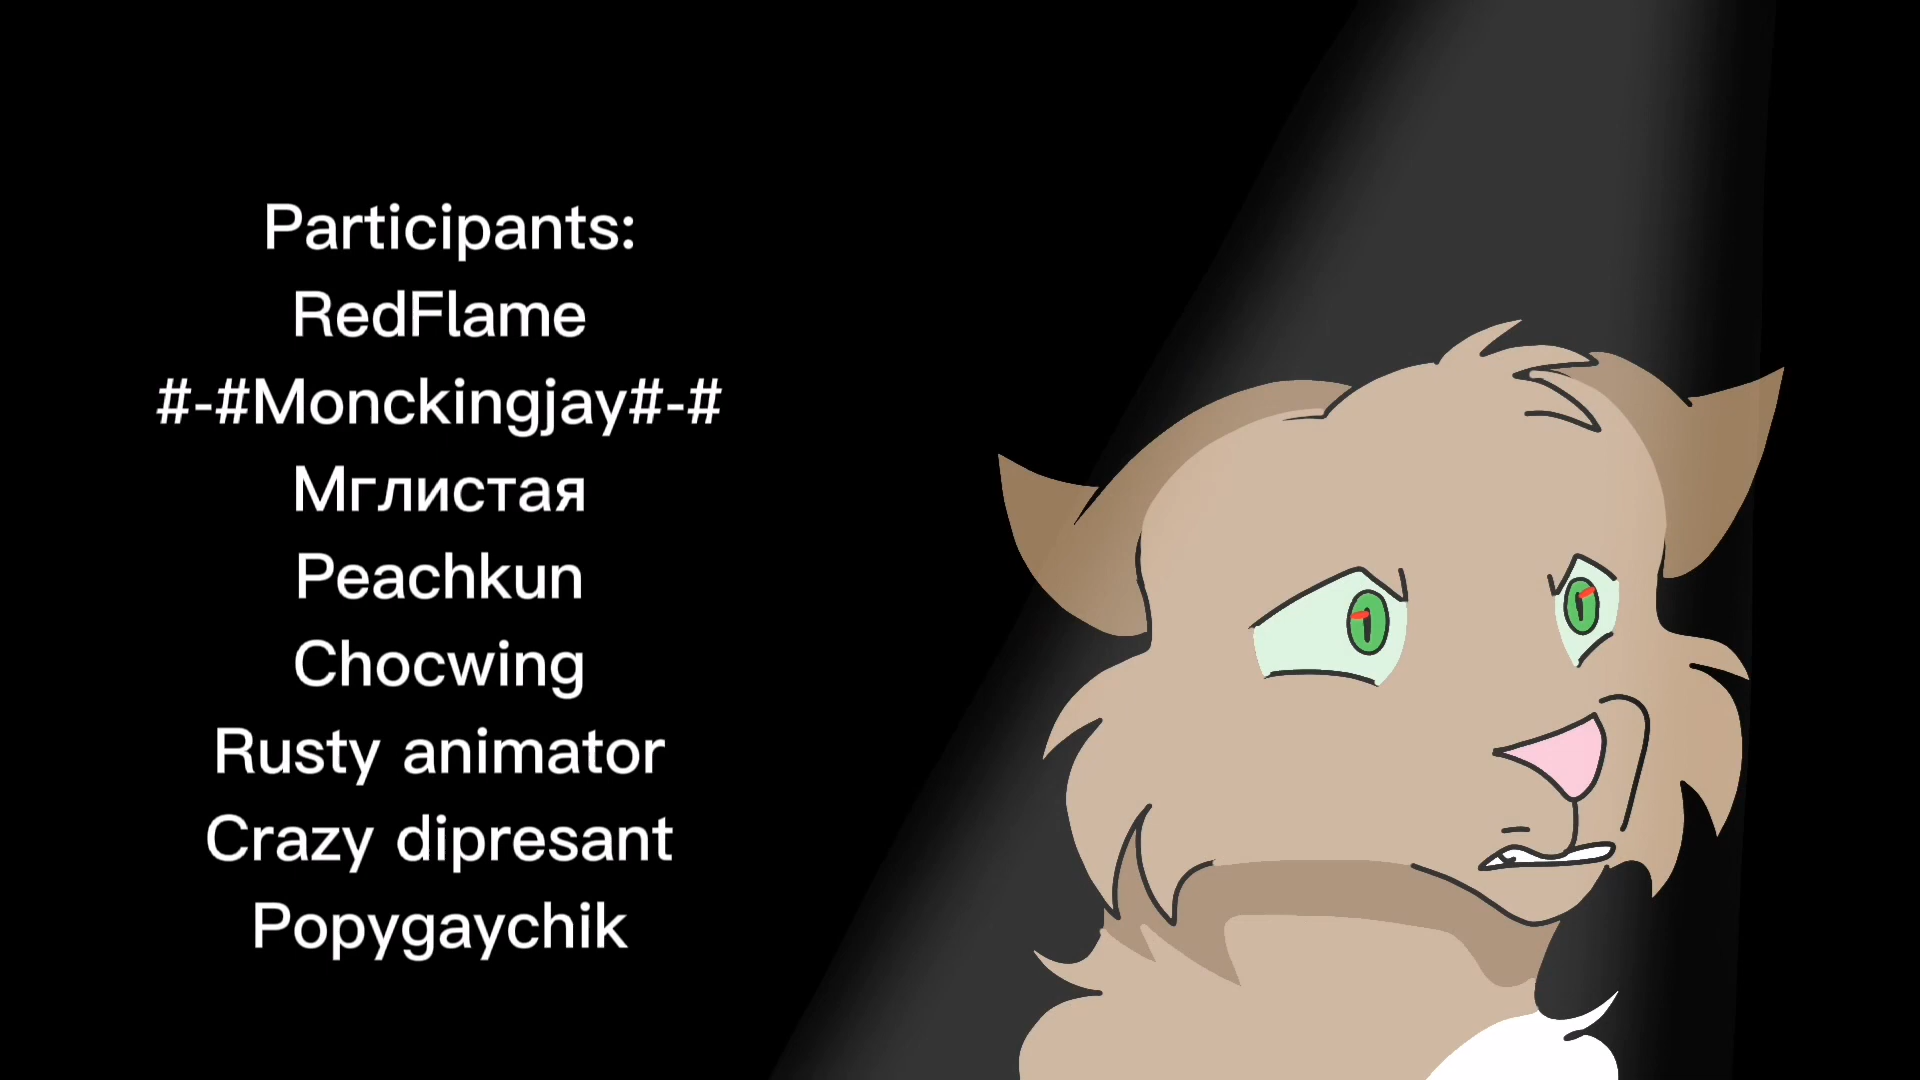 Participants:
RedFlame
#-#Monckingjay#-#
Мглистая
Peachkun
Chocwing
Rusty animator
Crazy dipresant
Popygaychik